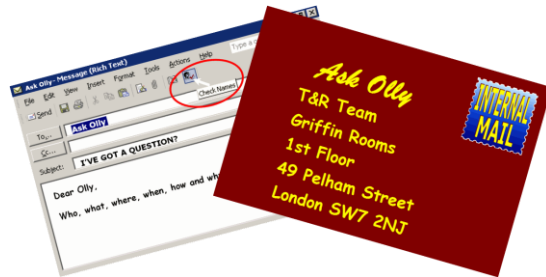 Ask Olly - Message (Rich Text)
File Edit View Insert Format Tools Actions Help
Type a
Send
Check Names
To... Ask Olly
Cc...
Subject: I'VE GOT A QUESTION?
Dear Olly,
Who, what, where, when, how and
Ask Olly
T&R Team
Griffin Rooms
1st Floor
49 Pelham Street
London SW7 2NJ
INTERNAL
MAIL